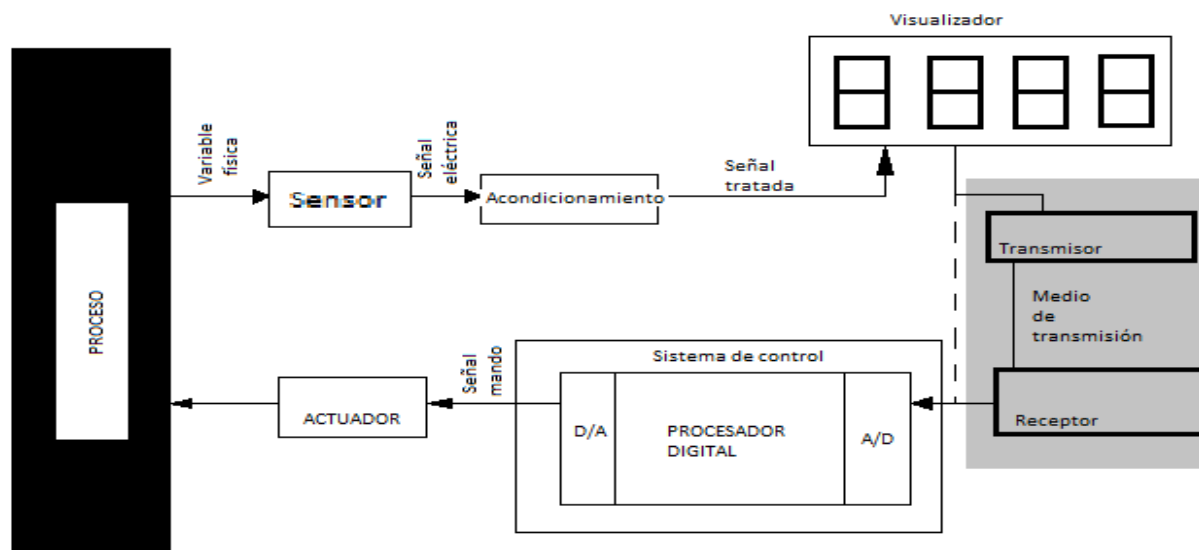 Visualizador
Variable
física
Señal
eléctrica
Señal
tratada
Sensor
Acondicionamiento
Transmisor
Medio
de
transmisión
PROCESO
Señal
mando
Sistema de control
ACTUADOR
D/A
PROCESADOR
DIGITAL
A/D
Receptor